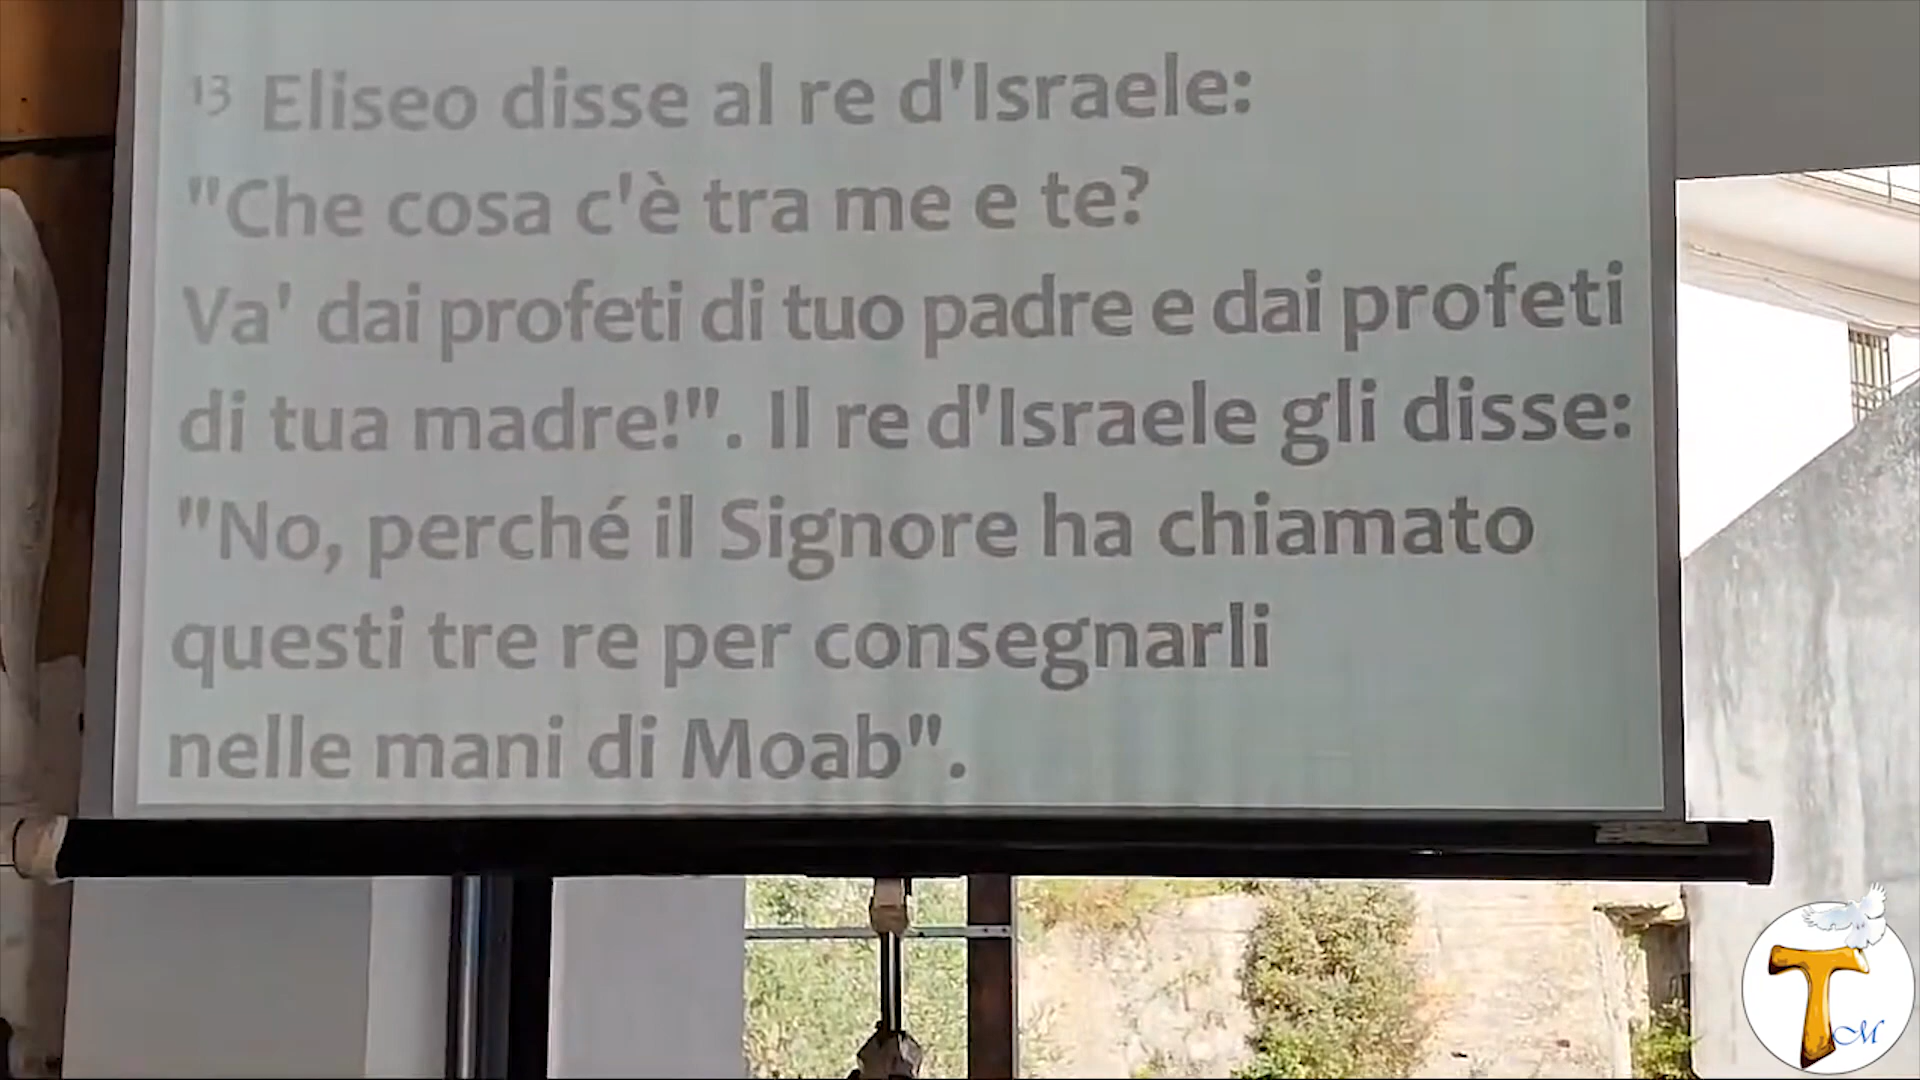 13 Eliseo disse al re d'Israele:
"Che cosa c'è tra me e te?
Va' dai profeti di tuo padre e dai profeti
di tua madre!". Il re d'Israele gli disse:
"No, perché il Signore ha chiamato
questi tre re per consegnarli
nelle mani di Moab".
M